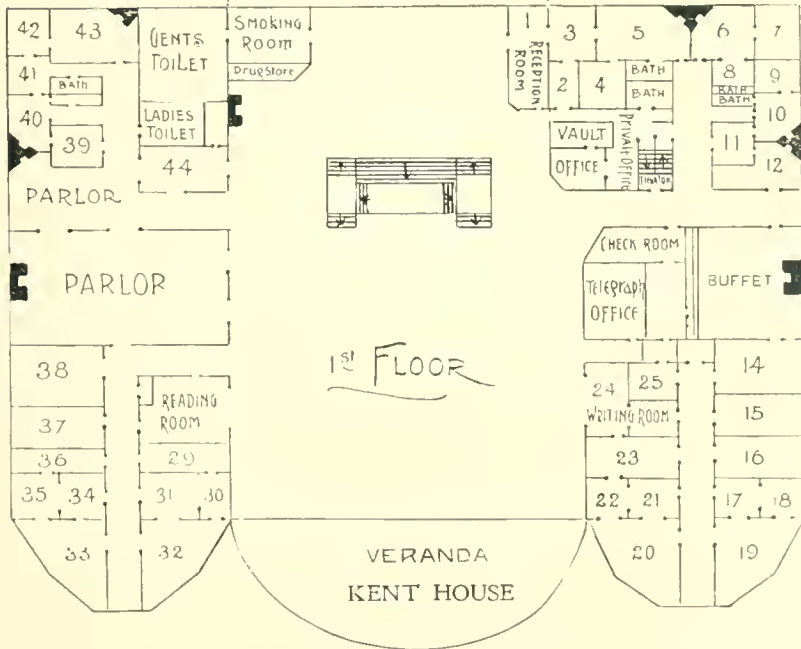 42
43
GENTS
TOILET
SMOKING
ROOM
Drug Store
RECEPTION
ROOM
3
5
6
7
41
BATH
2
4
BATH
BATH
8
BATH
BATH
9
40
39
LADIES
TOILET
44
VAULT
OFFICE
PRIVATE OFFICE
10
11
12
PARLOR
PARLOR
CHECK ROOM
TELEgraph
OFFICE
BUFFET
1st FLOOR
38
READING
ROOM
37
36
29
35
34
31
30
33
32
24
25
WRITING ROOM
23
22
21
20
14
15
16
17
18
19
VERANDA
KENT HOUSE